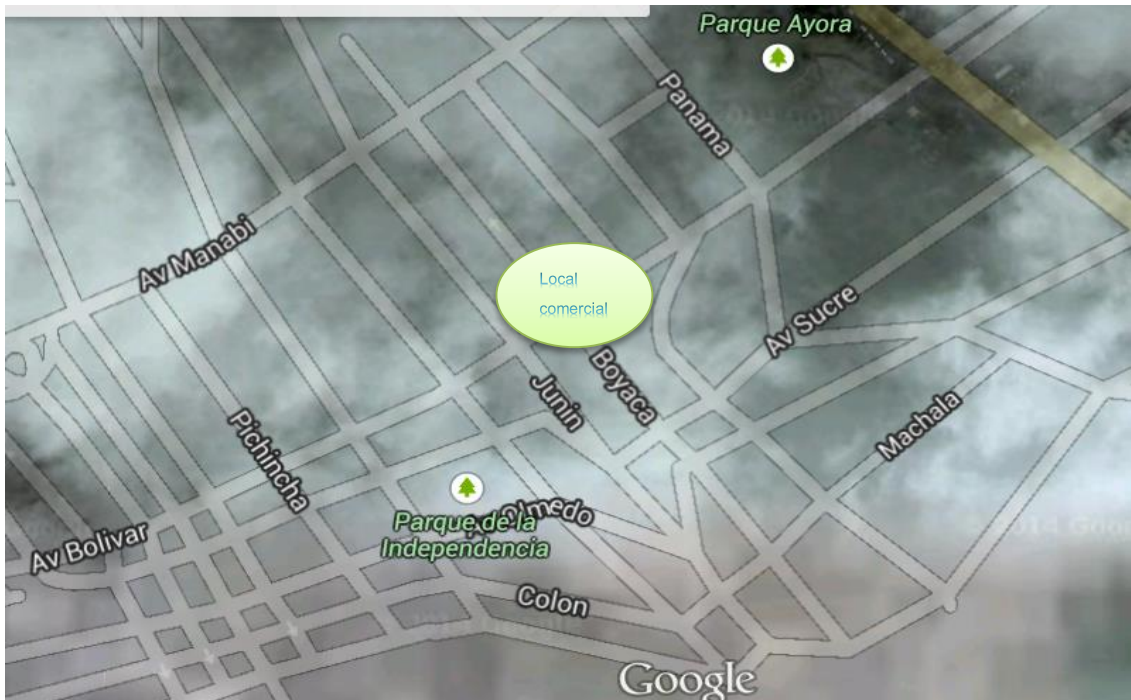 Parque Ayora
Panama
Av Manabi
Local
comercial
Av Sucre
Boyaca
Junin
Machala
Pichincha
Olmedo
Parque de la
Independencia
Av Bolivar
Colon
Google